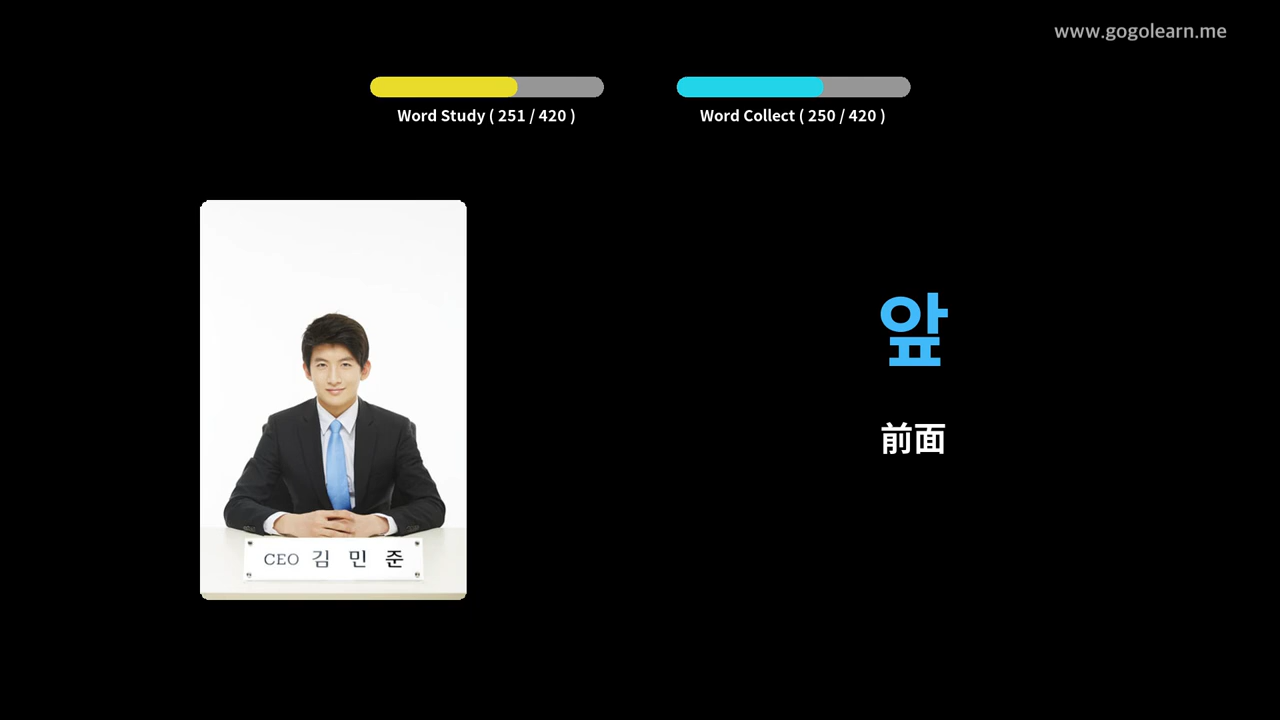 www.gogolearn.me
Word Study ( 251 / 420 )
Word Collect ( 250 / 420 )
앞
前面
CEO 김 민 준